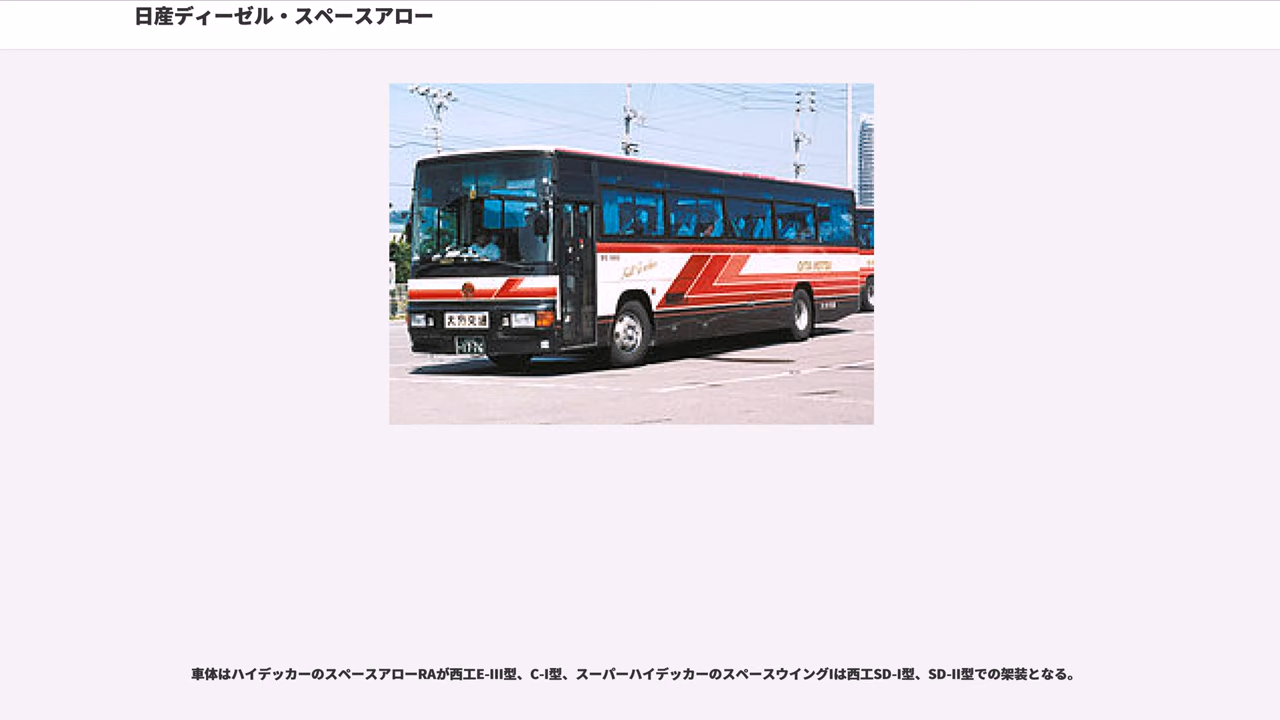 日産ディーゼル・スペースアロー
大分交通
車体はハイデッカーのスペースアローRAが西工E-III型、C-I型、スーパーハイデッカーのスペースウイングIは西工SD-I型、SD-II型での架装となる。